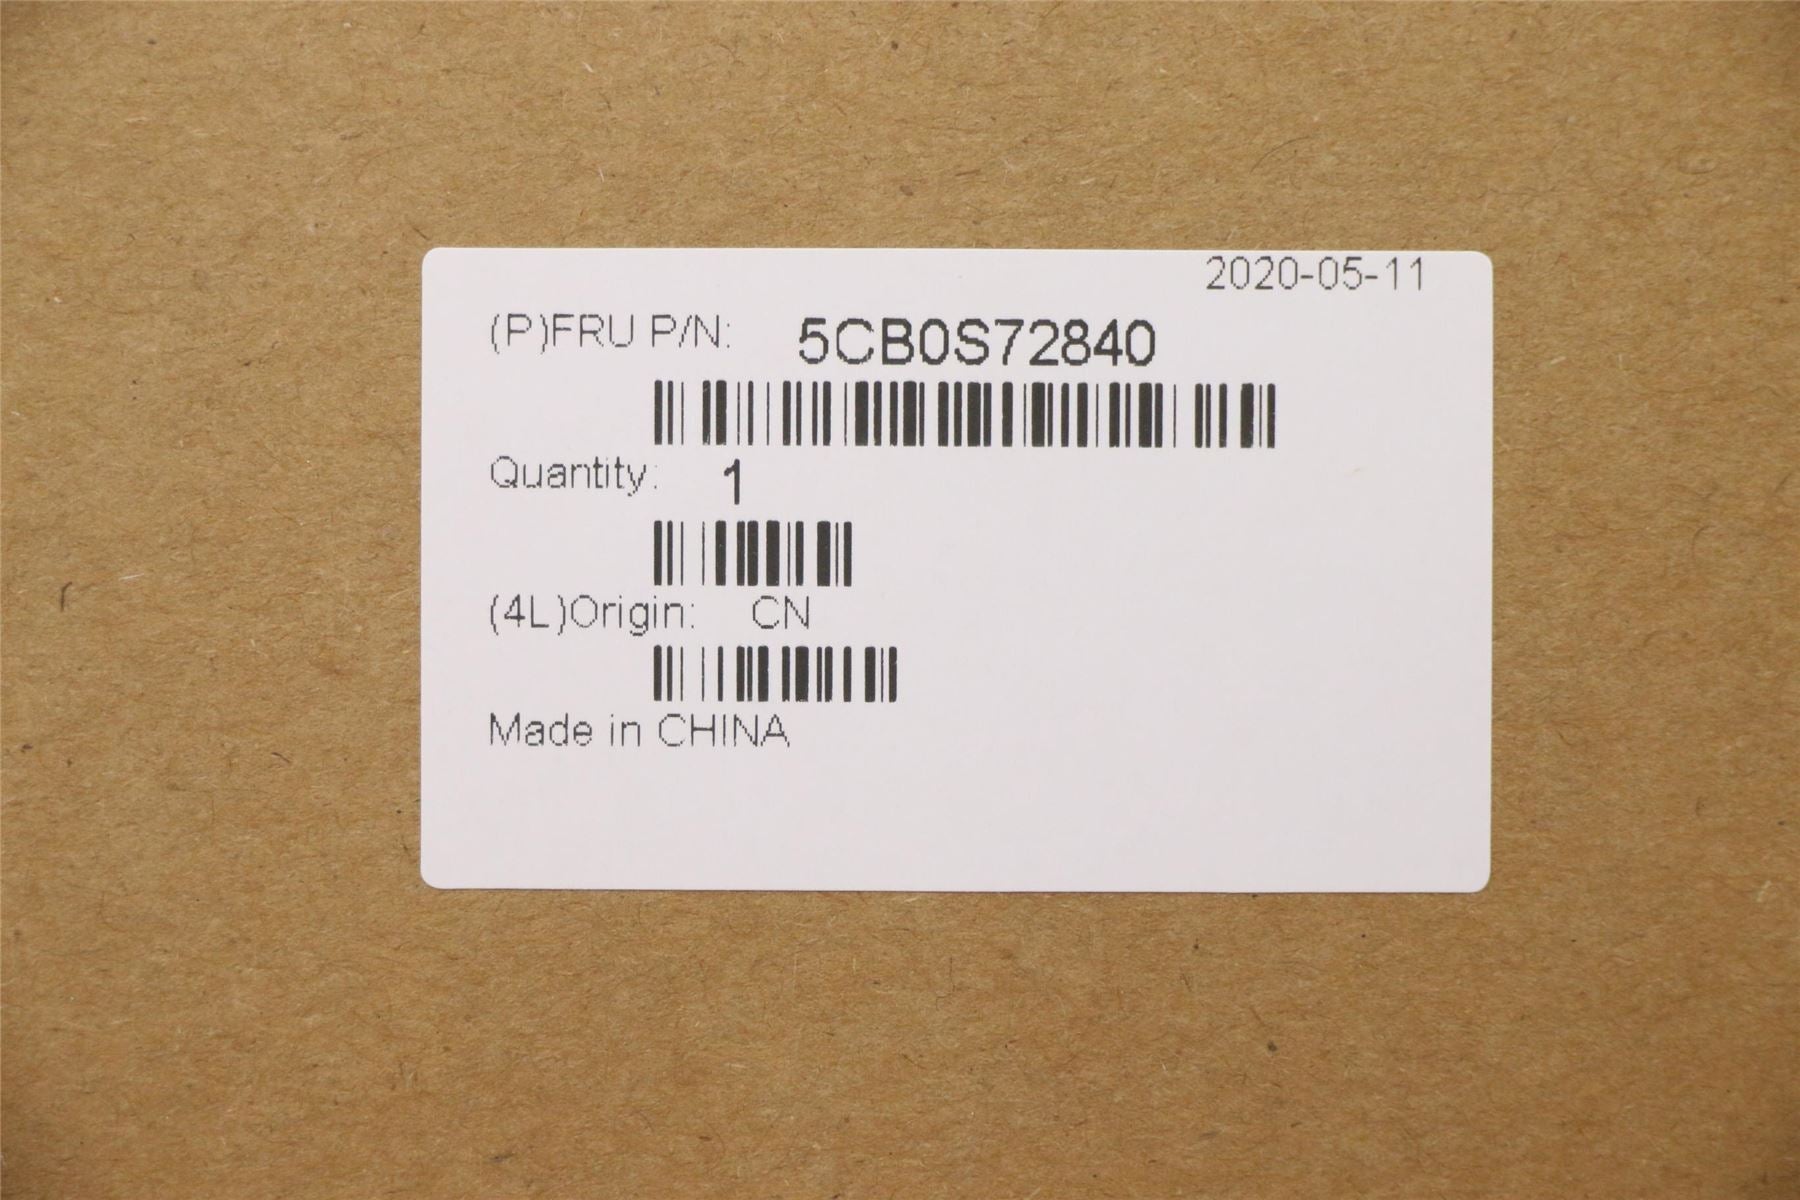 2020-05-11
(P)FRU P/N: 5CB0S72840
Quantity: 1
(4L)Origin: CN
Made in CHINA